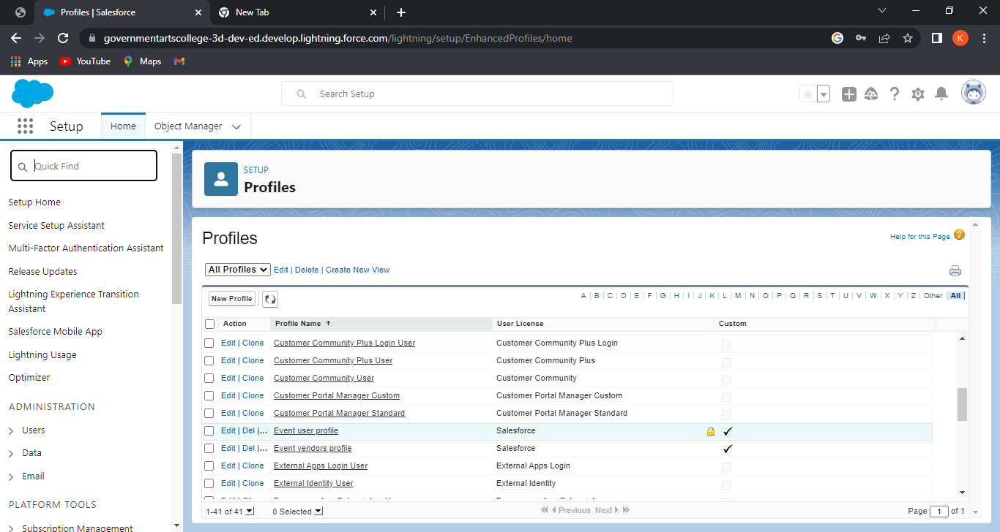 Profiles | Salesforce
New Tab
governmentartscollege-3d-dev-ed.develop.lightning.force.com/lightning/setup/EnhancedProfiles/home
K
Apps YouTube Maps
Search Setup
Setup Home Object Manager
Quick Find
Setup Home
Service Setup Assistant
Multi-Factor Authentication Assistant
Release Updates
Lightning Experience Transition
Assistant
Salesforce Mobile App
Lightning Usage
Optimizer
ADMINISTRATION
Users
Data
Email
PLATFORM TOOLS
Subscription Management
SETUP
Profiles
Profiles
Help for this Page ?
All Profiles Edit | Delete | Create New View
New Profile
A | B | C | D | E | F | G | H | I | J | K | L | M | N | O | P | Q | R | S | T | U | V | W | X | Y | Z | Other | All |
Action Profile Name ↑ User License Custom
Edit | Clone Customer Community Plus Login User Customer Community Plus Login
Edit | Clone Customer Community Plus User Customer Community Plus
Edit | Clone Customer Community User Customer Community
Edit | Clone Customer Portal Manager Custom Customer Portal Manager Custom
Edit | Clone Customer Portal Manager Standard Customer Portal Manager Standard
Edit | Del |... Event user profile Salesforce ✓
Edit | Del |... Event vendors profile Salesforce ✓
Edit | Clone External Apps Login User External Apps Login
Edit | Clone External Identity User External Identity
1-41 of 41 0 Selected Previous Next Page 1 of 1